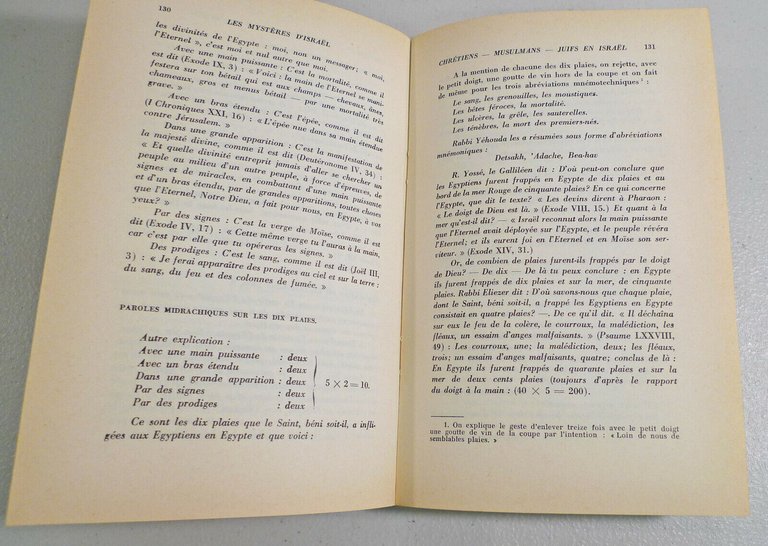 130
LES MYSTÈRES D'ISRAËL
les divinités de l'Egypte : moi, non un messager; « moi,
l'Eternel », c'est moi et nul autre que moi.
Avec une main puissante : C'est la mortalité, comme il
est dit (Exode IX, 3) : « Voici : la main de l'Eternel se mani-
festera sur ton bétail qui est aux champs — chevaux, ânes,
chameaux, gros et menus bétail — par une mortalité très
grave. »
Avec un bras étendu : C'est l'épée, comme il est dit
(I Chroniques XXI, 16) : « L'épée nue dans sa main étendue
contre Jérusalem. »
Dans une grande apparition : C'est la manifestation de
la majesté divine, comme il est dit (Deutéronome IV, 34) :
« Et quelle divinité entreprit jamais d'aller se chercher un
peuple au milieu d'un autre peuple, à force d'épreuves, de
signes et de miracles, en combattant d'une main puissante
et d'un bras étendu, par de grandes apparitions, toutes choses
que l'Eternel, Notre Dieu, a fait pour nous, en Egypte, à vos
yeux? »
Par des signes : C'est la verge de Moïse, comme il est
dit (Exode IV, 17) : « Cette même verge tu l'auras à la main,
car c'est par elle que tu opéreras les signes. »
Des prodiges : C'est le sang, comme il est dit (Joël III,
3) : « Je ferai apparaître des prodiges au ciel et sur la terre :
du sang, du feu et des colonnes de fumée. »
PAROLES MIDRACHIQUES SUR LES DIX PLAIES.
Autre explication :
Avec une main puissante : deux
Avec un bras étendu : deux
Dans une grande apparition : deux 5 × 2 = 10.
Par des signes : deux
Par des prodiges : deux
Ce sont les dix plaies que le Saint, béni soit-il, a infli-
gées aux Egyptiens en Egypte et que voici :
CHRÉTIENS — MUSULMANS — JUIFS EN ISRAËL 131
A la mention de chacune des dix plaies, on rejette, avec
le petit doigt, une goutte de vin hors de la coupe et on fait
de même pour les trois abréviations mnémotechniques ¹ :
Le sang, les grenouilles, les moustiques.
Les bêtes féroces, la mortalité.
Les ulcères, la grêle, les sauterelles.
Les ténèbres, la mort des premiers-nés.
Rabbi Yéhouda les a résumées sous forme d'abréviations
mnémoniques :
Detsakh, 'Adache, Bea-hav
R. Yossé, le Galiléen dit : D'où peut-on conclure que
les Egyptiens furent frappés en Egypte de dix plaies et au
bord de la Mer Rouge de cinquante plaies? En ce qui concerne
l'Egypte, que dit le texte? « Les devins dirent à Pharaon :
« Le doigt de Dieu est là. » (Exode VIII, 15.) Et quant à la
mer qu'est-il dit? — « Israël reconnut alors la main puissante
que l'Eternel avait déployée sur l'Egypte, et le peuple révéra
l'Eternel; et ils eurent foi en l'Eternel et en Moïse son ser-
viteur. » (Exode XIV, 31.)
Or, de combien de plaies furent-ils frappés par le doigt
de Dieu? — De dix — De là tu peux conclure : en Egypte
ils furent frappés de dix plaies et sur la mer, de cinquante
plaies. Rabbi Eliezer dit : D'où savons-nous que chaque plaie,
dont le Saint, béni soit-il, a frappé les Egyptiens en Egypte
consistait en quatre plaies? —. De ce qu'il dit. « Il déchaîna
sur eux le feu de la colère, le courroux, la malédiction, les
fléaux, un essaim d'anges malfaisants. » (Psaume LXXVIII,
49) : Les courroux, une; la malédiction, deux; les fléaux,
trois; un essaim d'anges malfaisants, quatre; conclus de là :
En Egypte ils furent frappés de quarante plaies et sur la
mer de deux cents plaies (toujours d'après le rapport
du doigt à la main : (40 × 5 = 200).
1. On explique le geste d'enlever treize fois avec le petit doigt
une goutte de vin de la coupe par l'intention : « Loin de nous de
semblables plaies. »